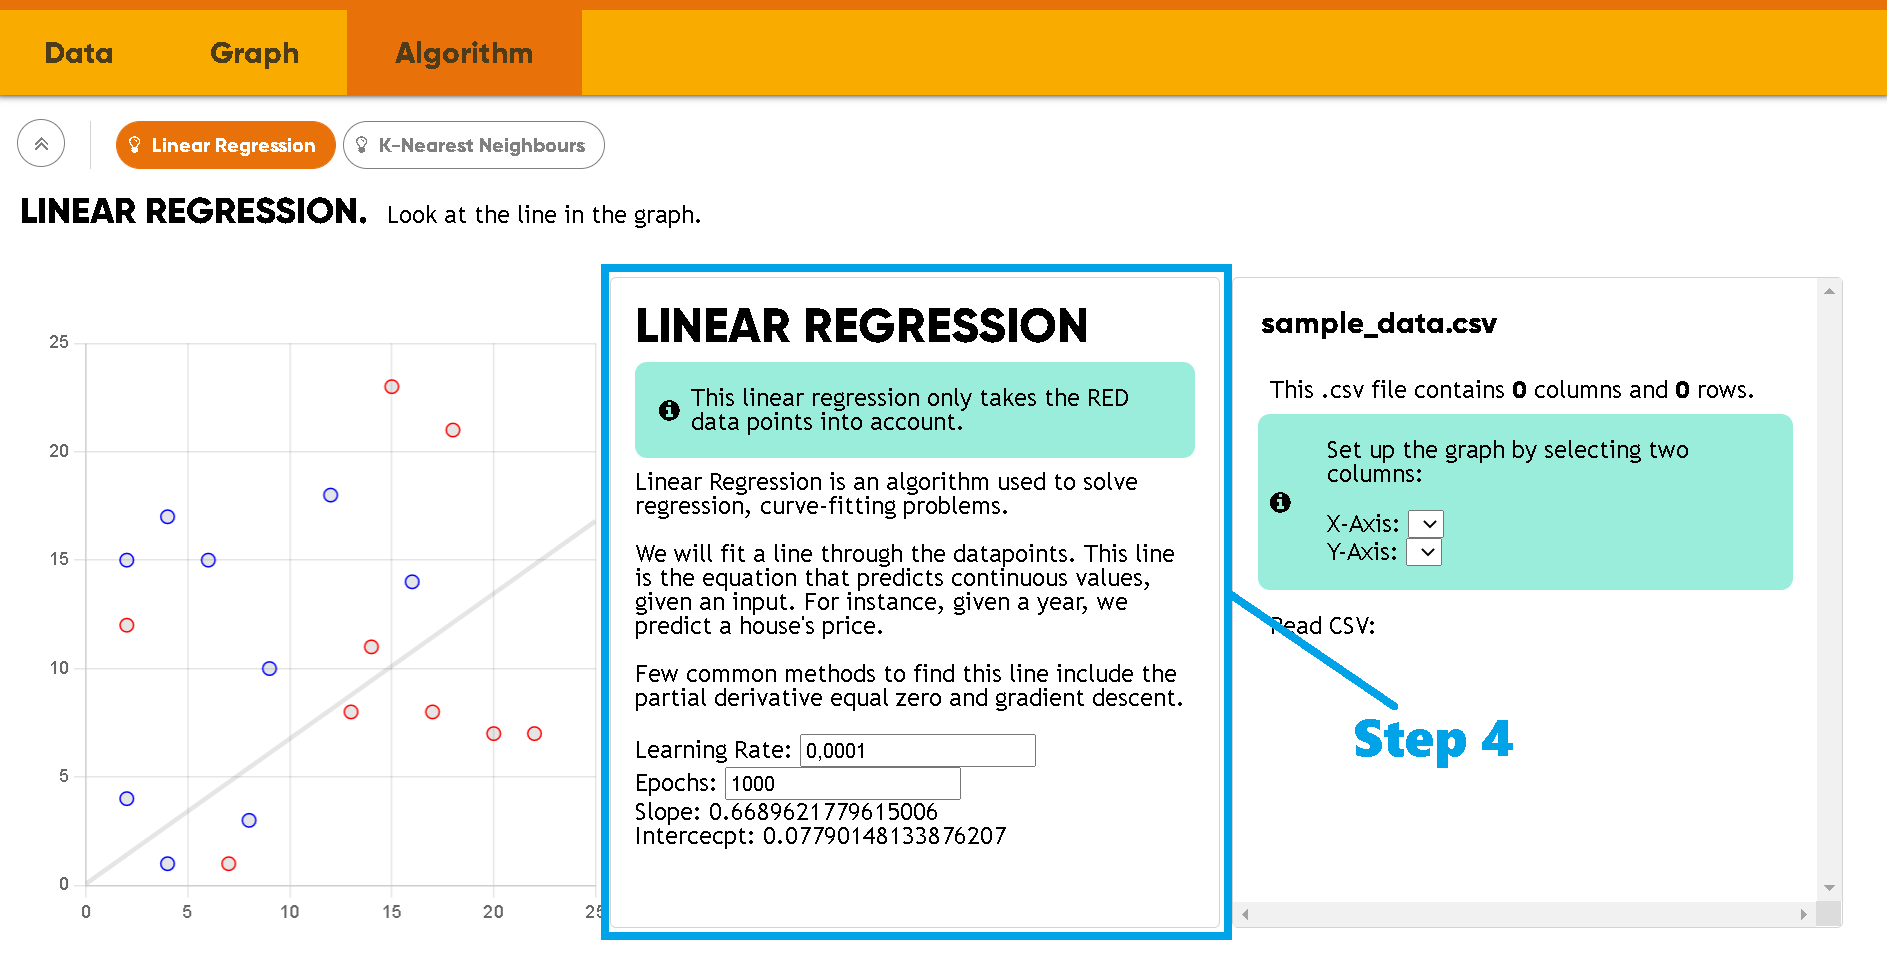 Data
Graph
Algorithm
Linear Regression
K-Nearest Neighbours
LINEAR REGRESSION. Look at the line in the graph.
25
20
15
10
5
0
0
5
10
15
20
25
LINEAR REGRESSION
This linear regression only takes the RED
data points into account.
Linear Regression is an algorithm used to solve
regression, curve-fitting problems.
We will fit a line through the datapoints. This line
is the equation that predicts continuous values,
given an input. For instance, given a year, we
predict a house's price.
Few common methods to find this line include the
partial derivative equal zero and gradient descent.
Learning Rate: 0,0001
Epochs: 1000
Slope: 0.6689621779615006
Intercecpt: 0.07790148133876207
sample_data.csv
This .csv file contains 0 columns and 0 rows.
Set up the graph by selecting two
columns:
X-Axis:
Y-Axis:
Read CSV:
Step 4